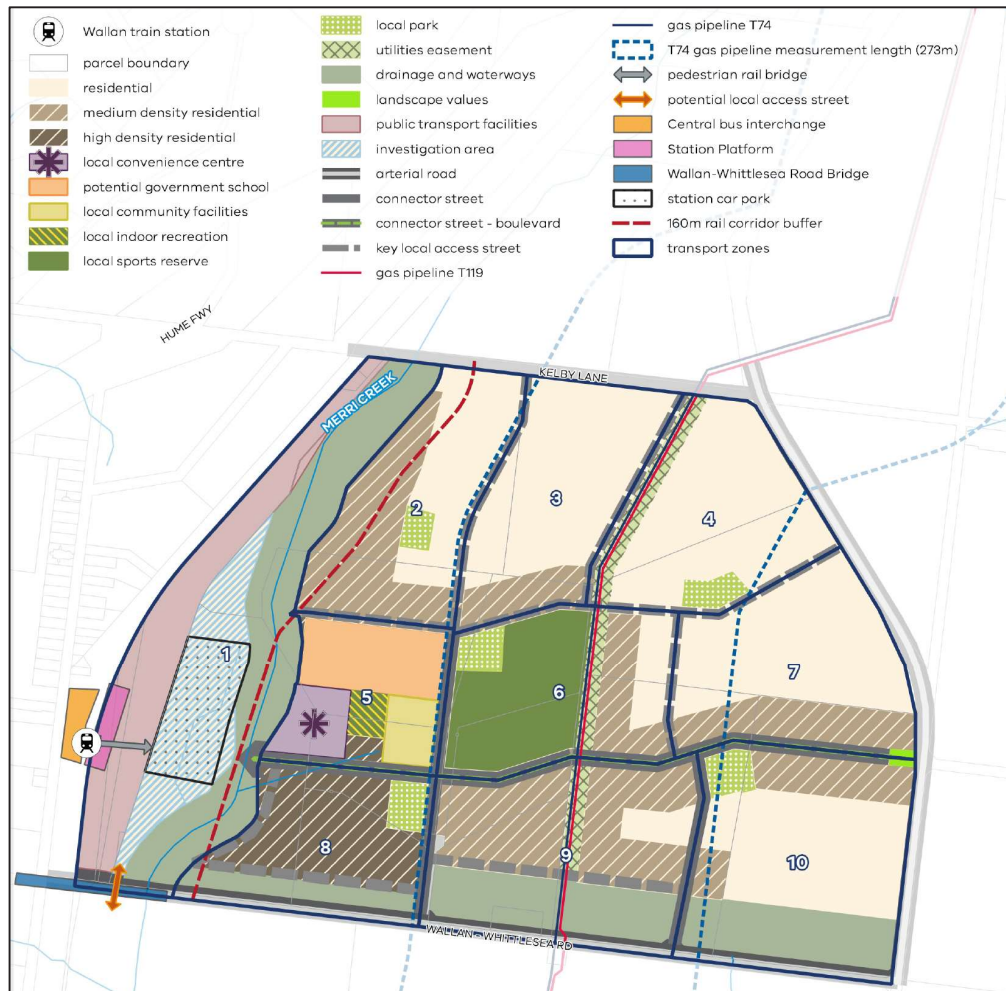 Wallan train station
parcel boundary
residential
medium density residential
high density residential
local convenience centre
potential government school
local community facilities
local indoor recreation
local sports reserve
local park
utilities easement
drainage and waterways
landscape values
public transport facilities
investigation area
arterial road
connector street
connector street - boulevard
key local access street
gas pipeline T119
gas pipeline T74
T74 gas pipeline measurement length (273m)
pedestrian rail bridge
potential local access street
Central bus interchange
Station Platform
Wallan-Whittlesea Road Bridge
station car park
160m rail corridor buffer
transport zones
HUME FWY
KELBY LANE
MERRI CREEK
2
3
4
1
5
6
7
8
9
10
WALLAN - WHITTLESEA RD